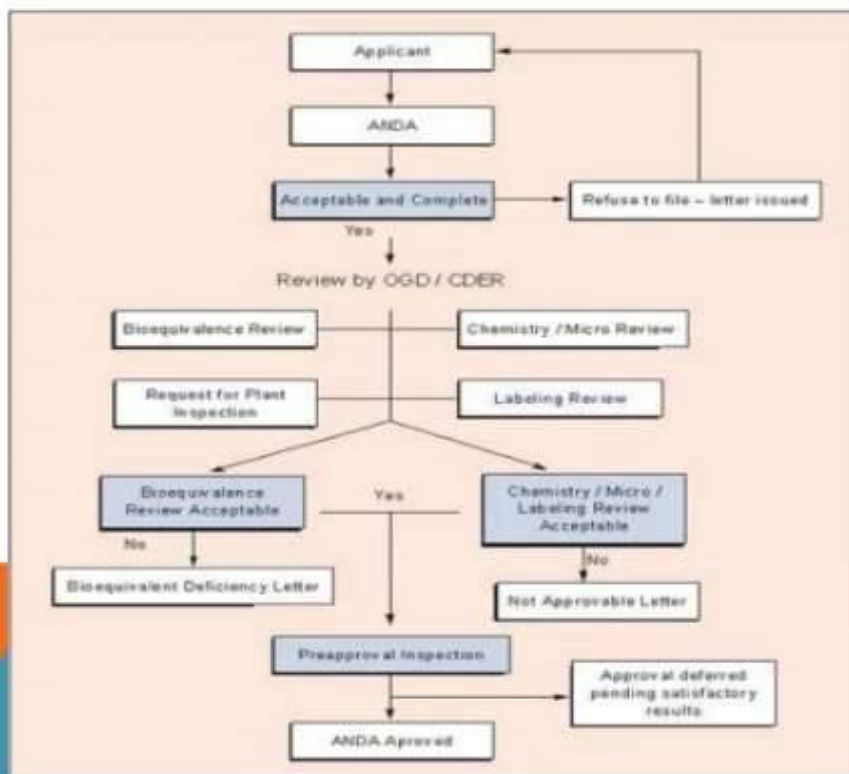 Applicant
ANDA
Acceptable and Complete
Refuse to file – letter issued
Yes
Review by OGD / CDER
Bioequivalence Review
Chemistry / Micro Review
Request for Plant
Inspection
Labeling Review
Bioequivalence
Review Acceptable
Yes
Chemistry / Micro /
Labeling Review
Acceptable
No
No
Bioequivalent Deficiency Letter
Not Approvable Letter
Preapproval Inspection
Approval deferred
pending satisfactory
results
ANDA Aproved